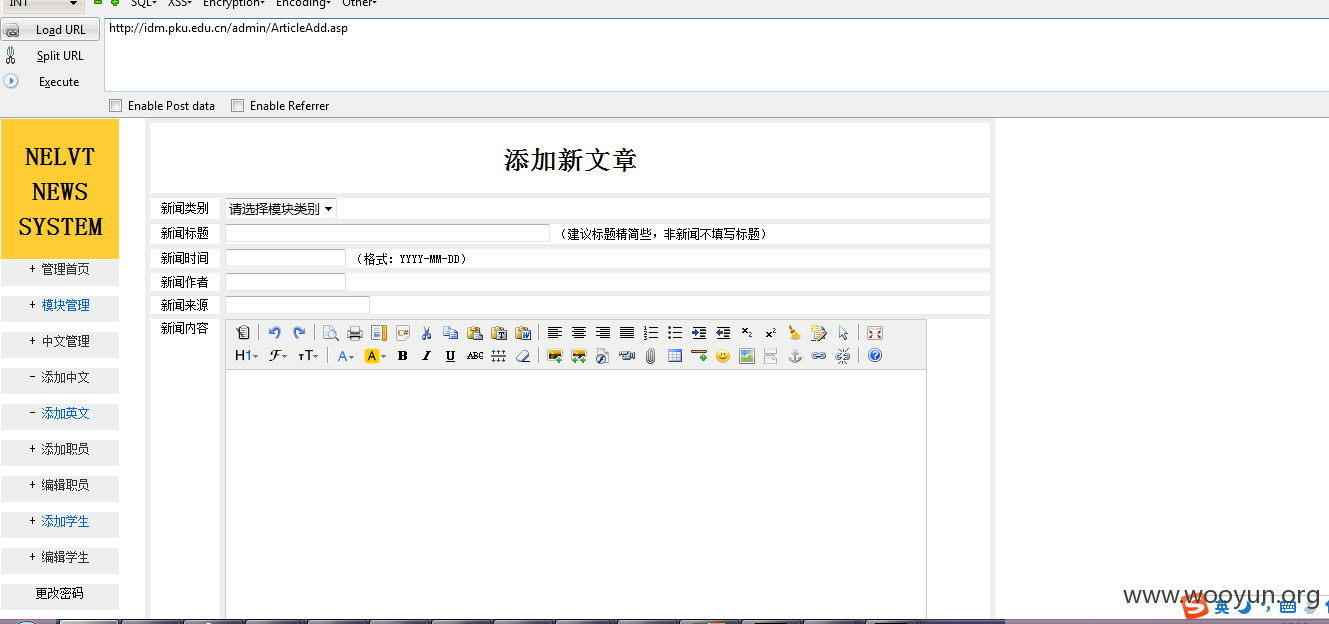 INT SQL▾ XSS▾ Encryption▾ Encoding▾ Other▾
Load URL
http://idm.pku.edu.cn/admin/ArticleAdd.asp
Split URL
Execute
Enable Post data Enable Referrer
NELVT
NEWS
SYSTEM
+ 管理首页
+ 模块管理
+ 中文管理
- 添加中文
- 添加英文
+ 添加职员
+ 编辑职员
+ 添加学生
+ 编辑学生
更改密码
添加新文章
新闻类别 请选择模块类别
新闻标题 （建议标题精简些，非新闻不填写标题）
新闻时间 （格式：YYYY-MM-DD）
新闻作者
新闻来源
新闻内容
H1 F тT A A B I U ABC
www.wooyun.org
S 英